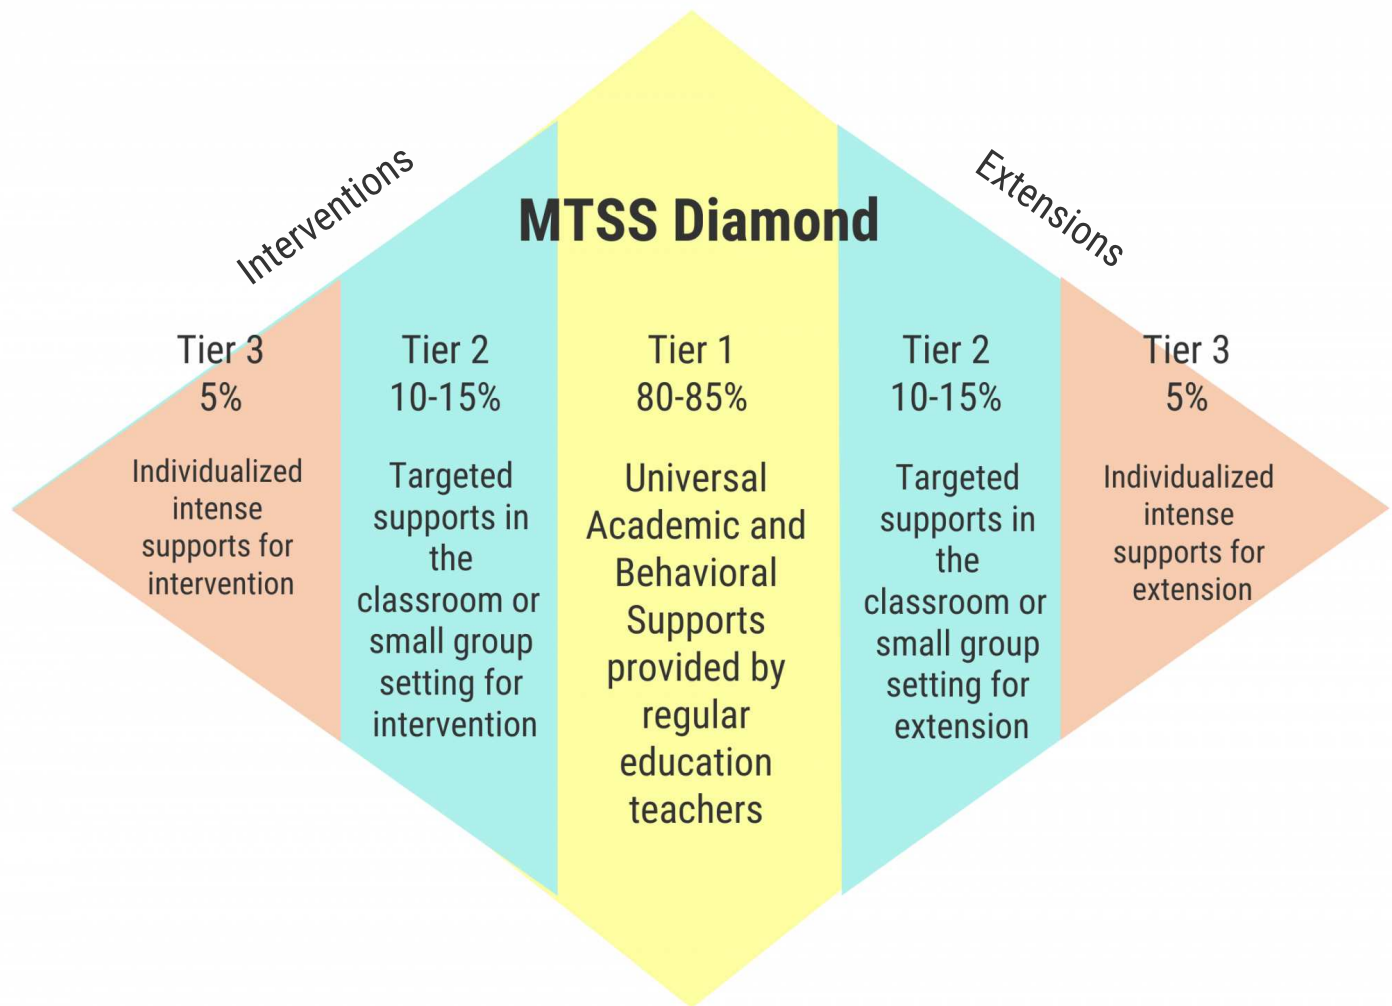 Interventions
Extensions
MTSS Diamond
Tier 3
5%
Individualized
intense
supports for
intervention
Tier 2
10-15%
Targeted
supports in
the
classroom or
small group
setting for
intervention
Tier 1
80-85%
Universal
Academic and
Behavioral
Supports
provided by
regular
education
teachers
Tier 2
10-15%
Targeted
supports in
the
classroom or
small group
setting for
extension
Tier 3
5%
Individualized
intense
supports for
extension